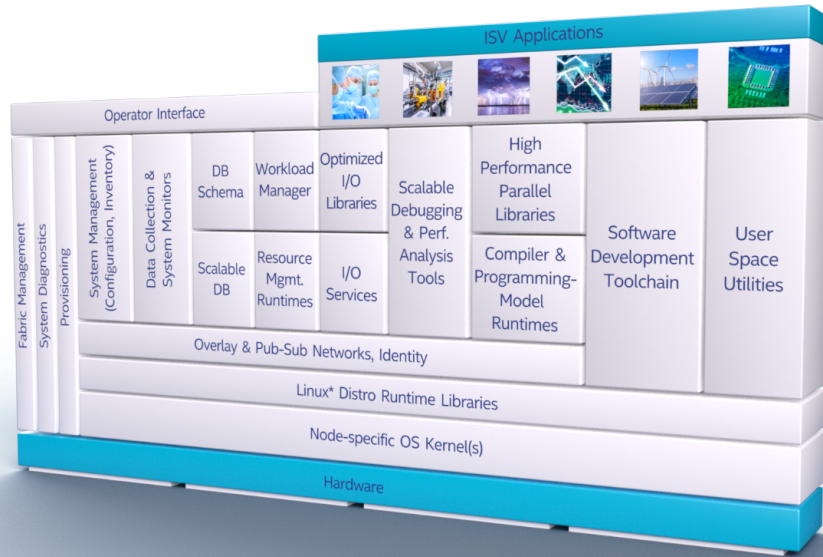 ISV Applications
Operator Interface
Fabric Management
System Diagnostics
Provisioning
System Management
(Configuration, Inventory)
Data Collection &
System Monitors
DB
Schema
Scalable
DB
Workload
Manager
Resource
Mgmt.
Runtimes
Optimized
I/O
Libraries
I/O
Services
Scalable
Debugging
& Perf.
Analysis
Tools
High
Performance
Parallel
Libraries
Compiler &
Programming-
Model
Runtimes
Software
Development
Toolchain
User
Space
Utilities
Overlay & Pub-Sub Networks, Identity
Linux* Distro Runtime Libraries
Node-specific OS Kernel(s)
Hardware